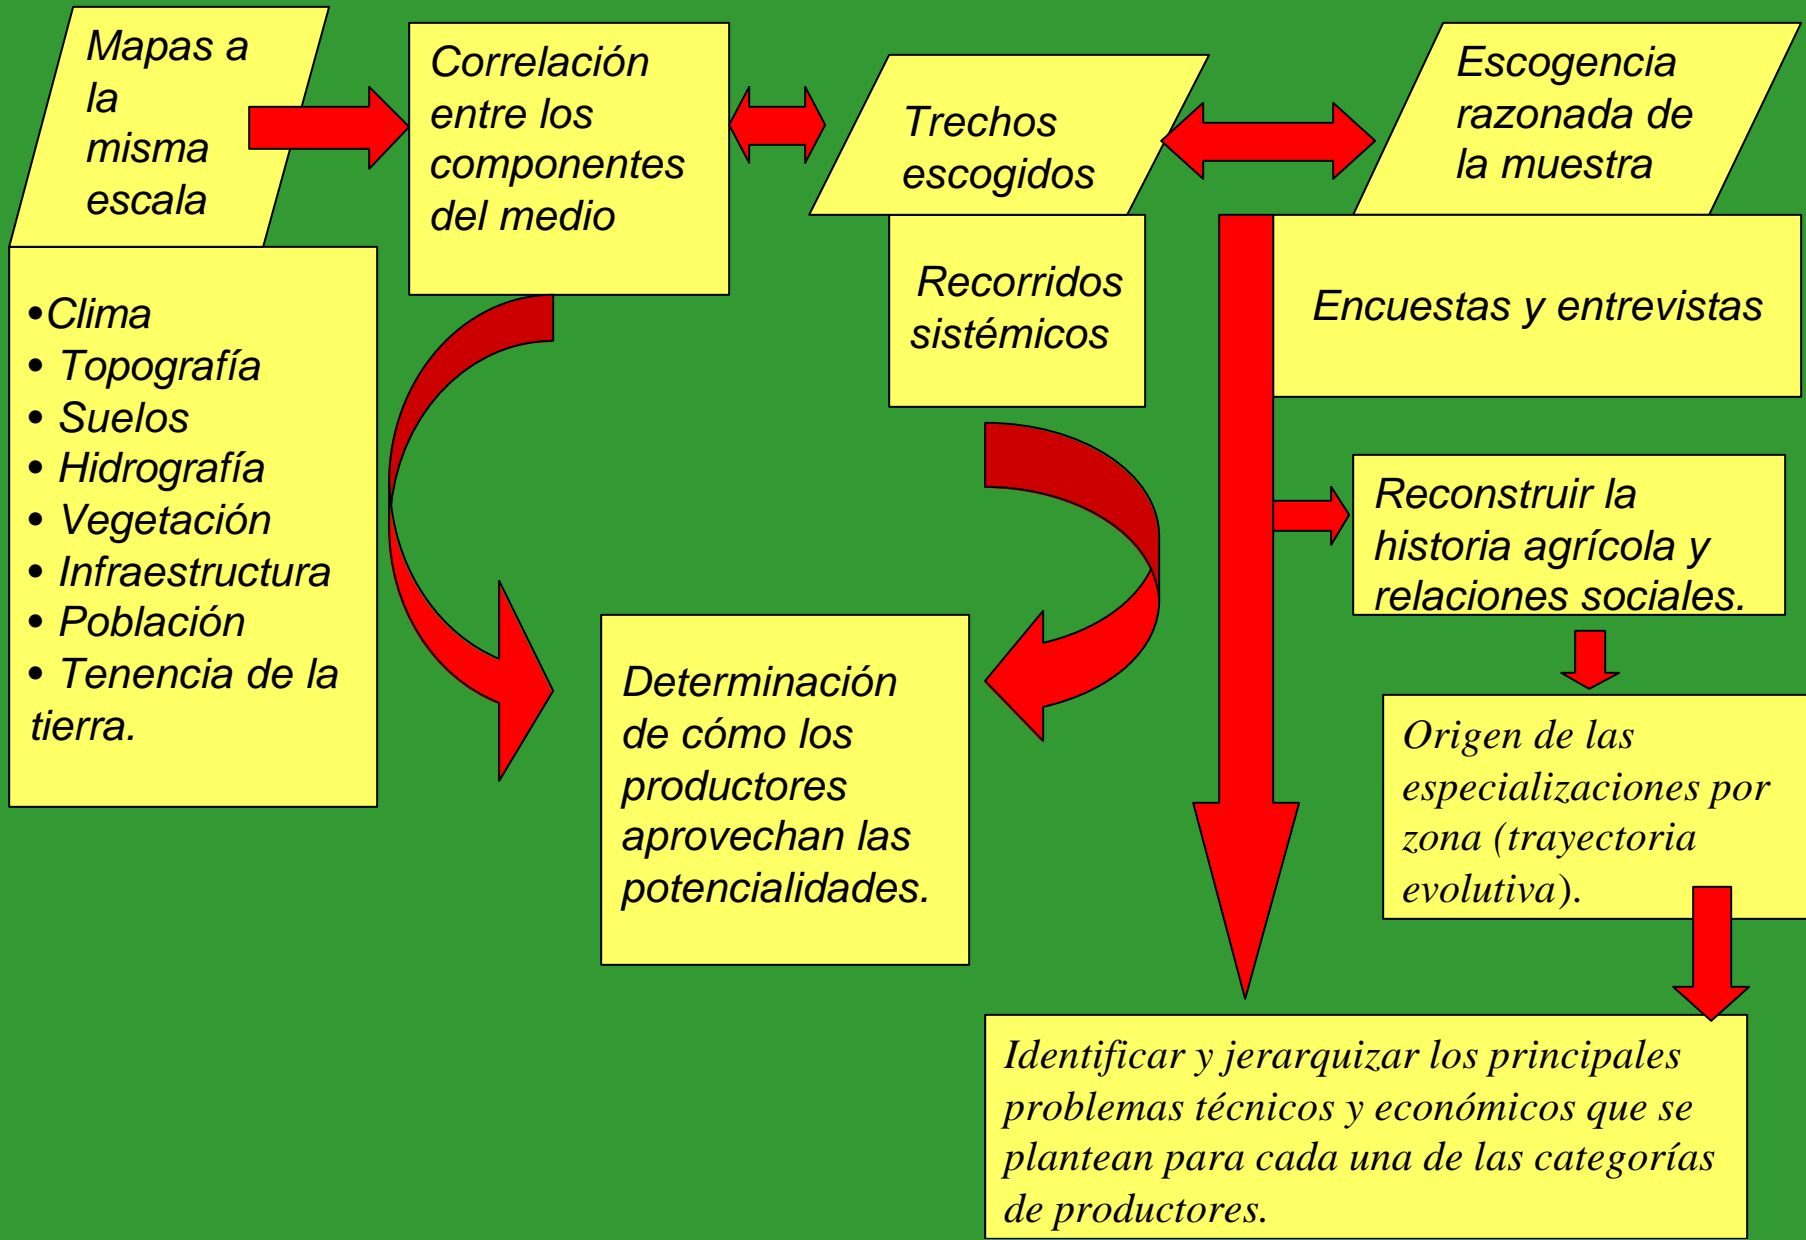 Mapas a
la
misma
escala
•Clima
• Topografía
• Suelos
• Hidrografía
• Vegetación
• Infraestructura
• Población
• Tenencia de la
tierra.
Correlación
entre los
componentes
del medio
Trechos
escogidos
Recorridos
sistémicos
Escogencia
razonada de
la muestra
Encuestas y entrevistas
Determinación
de cómo los
productores
aprovechan las
potencialidades.
Reconstruir la
historia agrícola y
relaciones sociales.
Origen de las
especializaciones por
zona (trayectoria
evolutiva).
Identificar y jerarquizar los principales
problemas técnicos y económicos que se
plantean para cada una de las categorías
de productores.